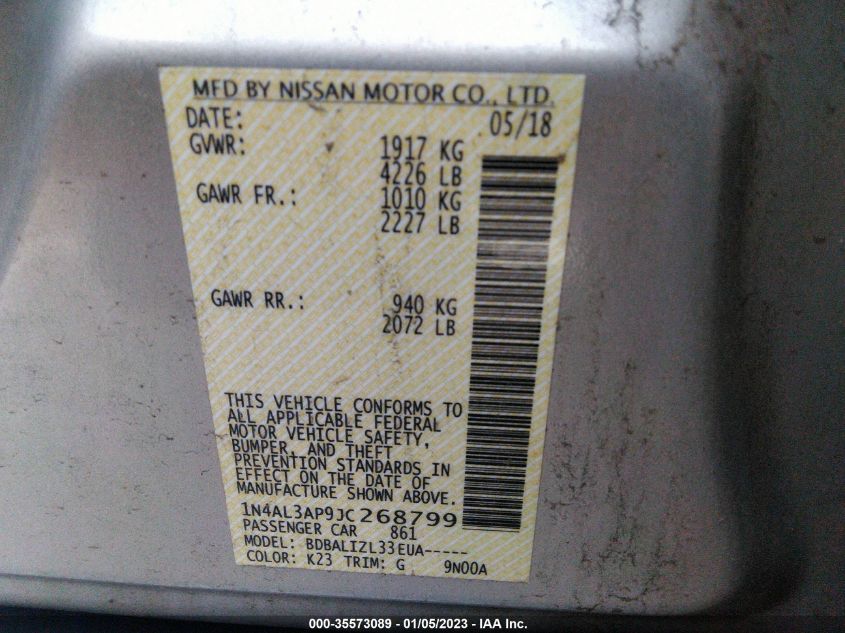 MFD BY NISSAN MOTOR CO., LTD.
DATE: 05/18
GVWR: 1917 KG
4226 LB
GAWR FR.: 1010 KG
2227 LB
GAWR RR.: 940 KG
2072 LB
THIS VEHICLE CONFORMS TO
ALL APPLICABLE FEDERAL
MOTOR VEHICLE SAFETY,
BUMPER, AND THEFT
PREVENTION STANDARDS IN
EFFECT ON THE DATE OF
MANUFACTURE SHOWN ABOVE.
1N4AL3AP9JC268799
PASSENGER CAR 861
MODEL: BDBALIZL33EUA-----
COLOR: K23 TRIM: G 9N00A
000-35573089 - 01/05/2023 - IAA Inc.